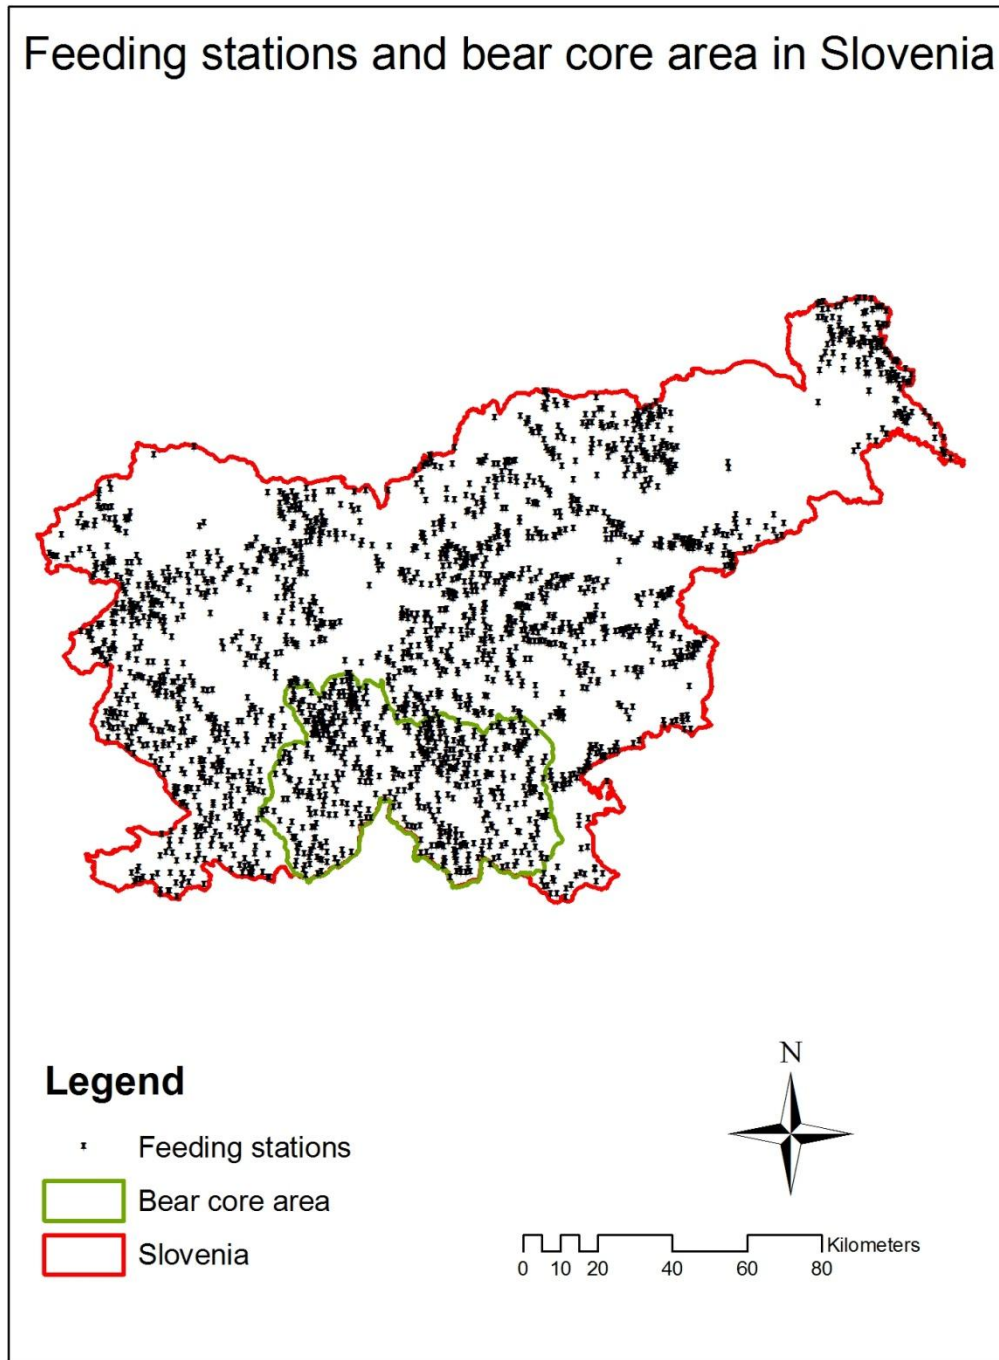 Feeding stations and bear core area in Slovenia
Legend
Feeding stations
Bear core area
Slovenia
N
Kilometers
0 10 20 40 60 80